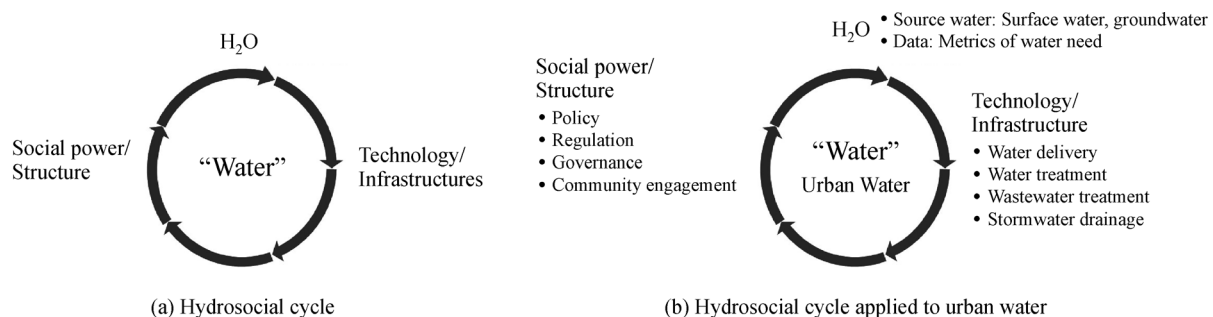 H₂O
Social power/
Structure
“Water”
Technology/
Infrastructures
(a) Hydrosocial cycle
H₂O
• Source water: Surface water, groundwater
• Data: Metrics of water need
Social power/
Structure
• Policy
• Regulation
• Governance
• Community engagement
“Water”
Urban Water
Technology/
Infrastructure
• Water delivery
• Water treatment
• Wastewater treatment
• Stormwater drainage
(b) Hydrosocial cycle applied to urban water